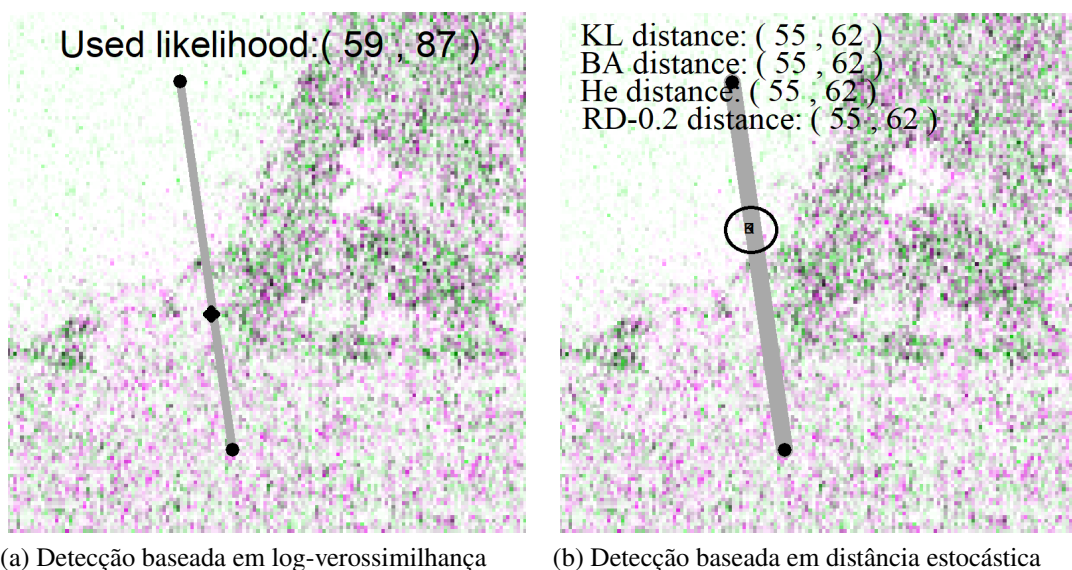 Used likelihood:( 59 , 87 )
KL distance: ( 55 , 62 )
BA distance: ( 55 , 62 )
He distance: ( 55 , 62 )
RD-0.2 distance: ( 55 , 62 )
(a) Detecção baseada em log-verossimilhança
(b) Detecção baseada em distância estocástica